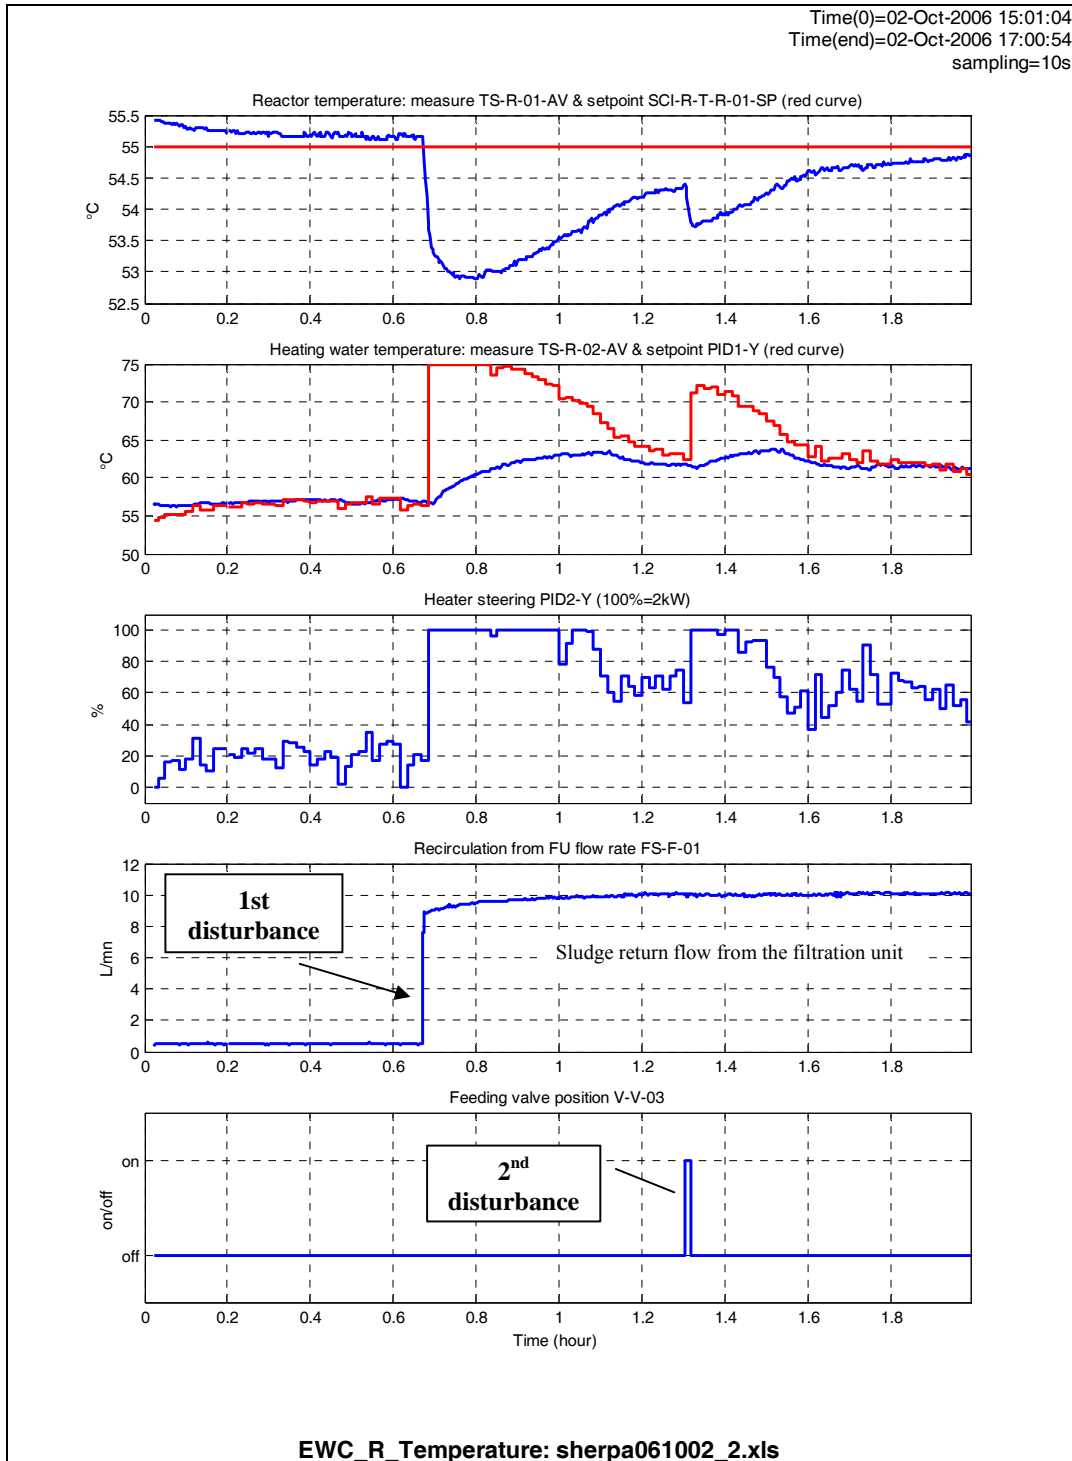 Time(0)=02-Oct-2006 15:01:04
Time(end)=02-Oct-2006 17:00:54
sampling=10s
Reactor temperature: measure TS-R-01-AV & setpoint SCI-R-T-R-01-SP (red curve)
55.5
55
54.5
54
53.5
53
52.5
°C
0 0.2 0.4 0.6 0.8 1 1.2 1.4 1.6 1.8
Heating water temperature: measure TS-R-02-AV & setpoint PID1-Y (red curve)
75
70
65
60
55
50
°C
0 0.2 0.4 0.6 0.8 1 1.2 1.4 1.6 1.8
Heater steering PID2-Y (100%=2kW)
100
80
60
40
20
0
%
0 0.2 0.4 0.6 0.8 1 1.2 1.4 1.6 1.8
Recirculation from FU flow rate FS-F-01
12
10
8
6
4
2
0
L/mn
1st
disturbance
Sludge return flow from the filtration unit
0 0.2 0.4 0.6 0.8 1 1.2 1.4 1.6 1.8
Feeding valve position V-V-03
on
off
on/off
2nd
disturbance
0 0.2 0.4 0.6 0.8 1 1.2 1.4 1.6 1.8
Time (hour)
EWC_R_Temperature: sherpa061002_2.xls